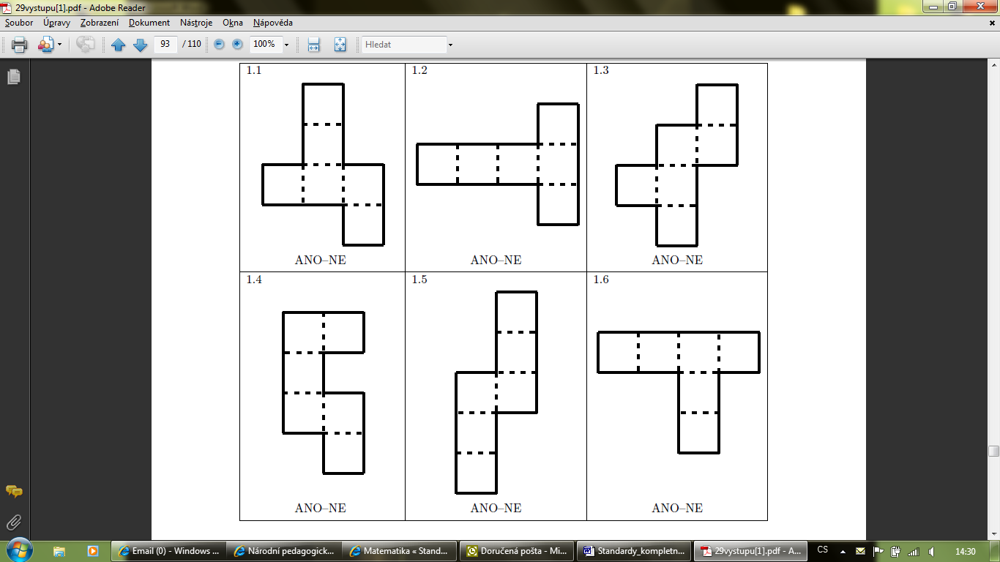 29vystupu[1].pdf - Adobe Reader
Soubor Úpravy Zobrazení Dokument Nástroje Okna Nápověda
93 / 110 100% Hledat
1.1 1.2 1.3
ANO–NE ANO–NE ANO–NE
1.4 1.5 1.6
ANO–NE ANO–NE ANO–NE
Email (0) - Windows ... Národní pedagogick... Matematika « Stand... Doručená pošta - Mi... Standardy_kompletn... 29vystupu[1].pdf - A... CS 14:30